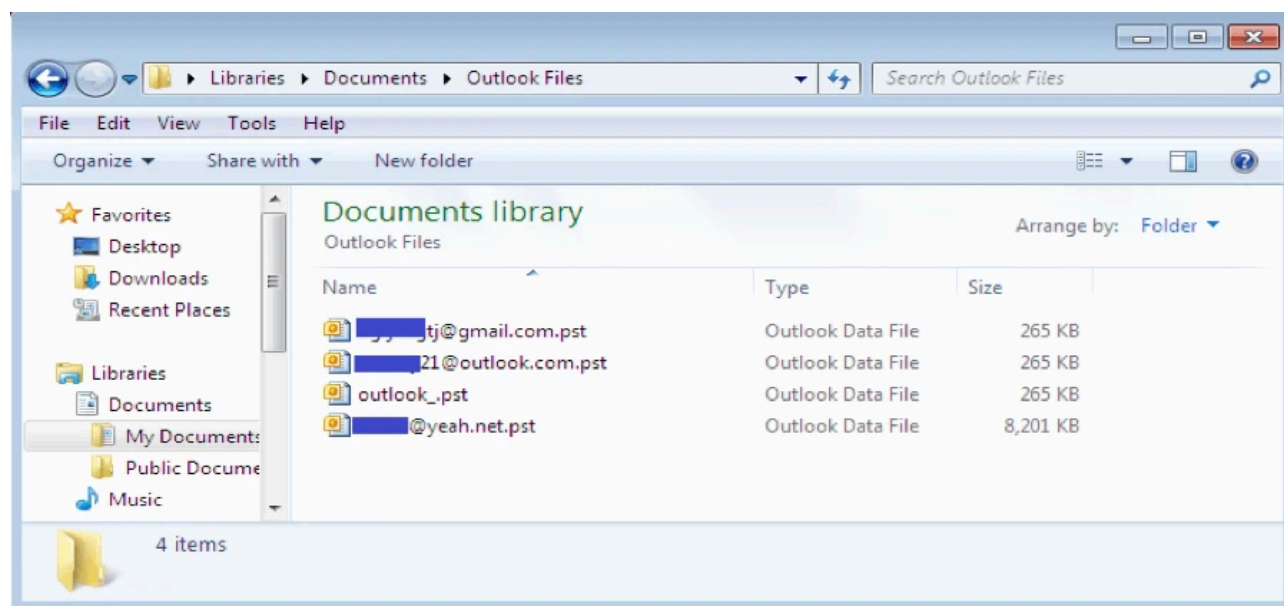 Libraries Documents Outlook Files Search Outlook Files
File Edit View Tools Help
Organize Share with New folder
Favorites
Desktop
Downloads
Recent Places
Libraries
Documents
My Documents
Public Docume
Music
Documents library
Outlook Files
Arrange by: Folder
Name Type Size
tj@gmail.com.pst Outlook Data File 265 KB
21@outlook.com.pst Outlook Data File 265 KB
outlook_.pst Outlook Data File 265 KB
@yeah.net.pst Outlook Data File 8,201 KB
4 items